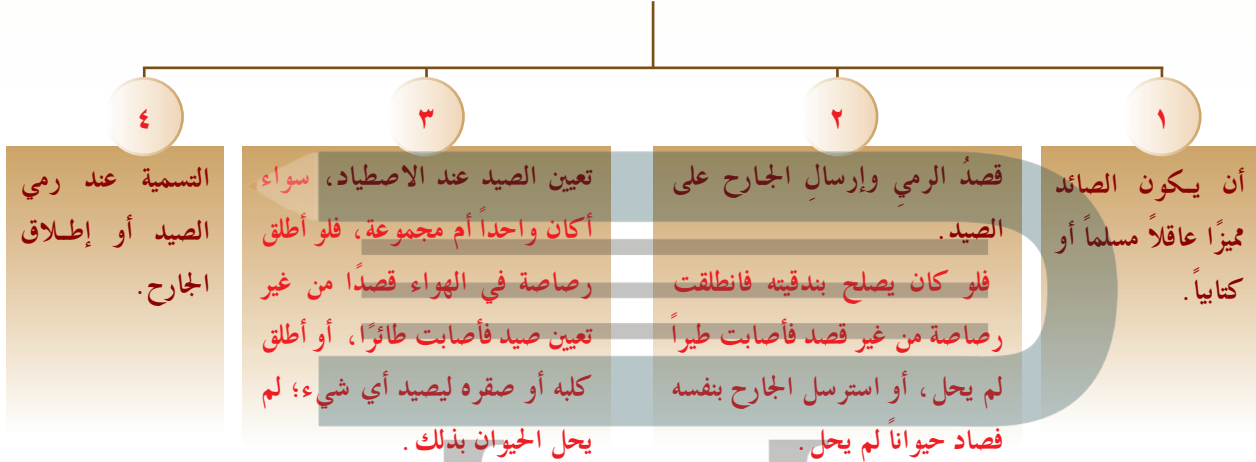 ١
أن يـكون الصائد
مميزًا عاقلاً مسلماً أو
كتابياً.
٢
قصدُ الرمي وإرسالِ الجارح على
الصيد.
فلو كان يصلح بندقيته فانطلقت
رصاصة من غير قصد فأصابت طيراً
لم يحل، أو استرسل الجارح بنفسه
فصاد حيواناً لم يحل.
٣
تعيين الصيد عند الاصطياد، سواء
أكان واحداً أم مجموعة، فلو أطلق
رصاصة في الهواء قصدًا من غير
تعيين صيد فأصابت طائرًا، أو أطلق
كلبه أو صقره ليصيد أي شيء؛ لم
يحل الحيوان بذلك.
٤
التسمية عند رمي
الصيد أو إطـلاق
الجارح.